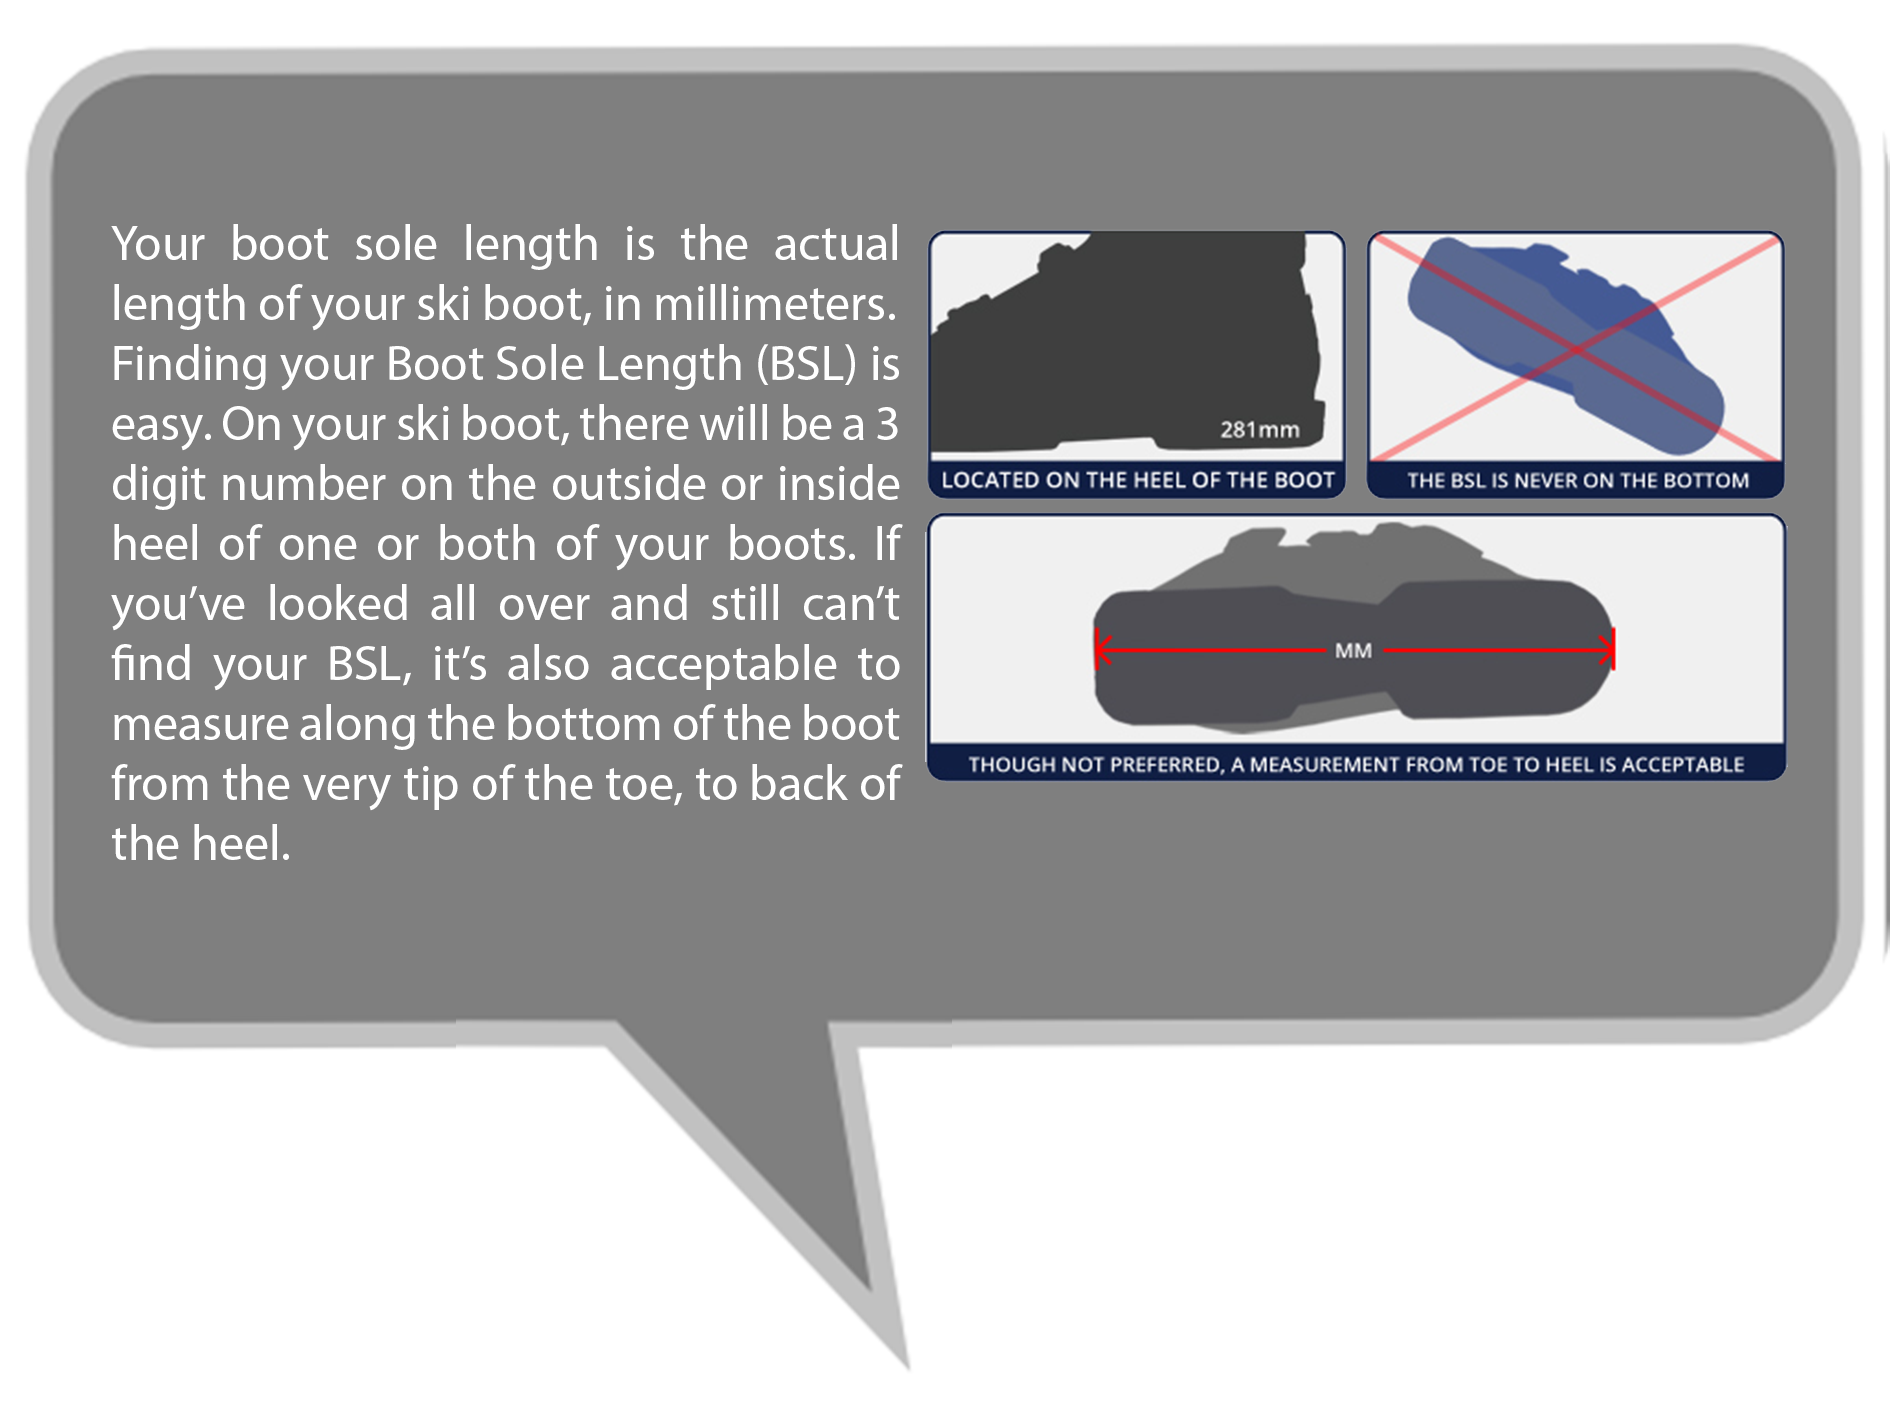 Your boot sole length is the actual
length of your ski boot, in millimeters.
Finding your Boot Sole Length (BSL) is
easy. On your ski boot, there will be a 3
digit number on the outside or inside
heel of one or both of your boots. If
you’ve looked all over and still can’t
find your BSL, it’s also acceptable to
measure along the bottom of the boot
from the very tip of the toe, to back of
the heel.
281mm
LOCATED ON THE HEEL OF THE BOOT
THE BSL IS NEVER ON THE BOTTOM
MM
THOUGH NOT PREFERRED, A MEASUREMENT FROM TOE TO HEEL IS ACCEPTABLE